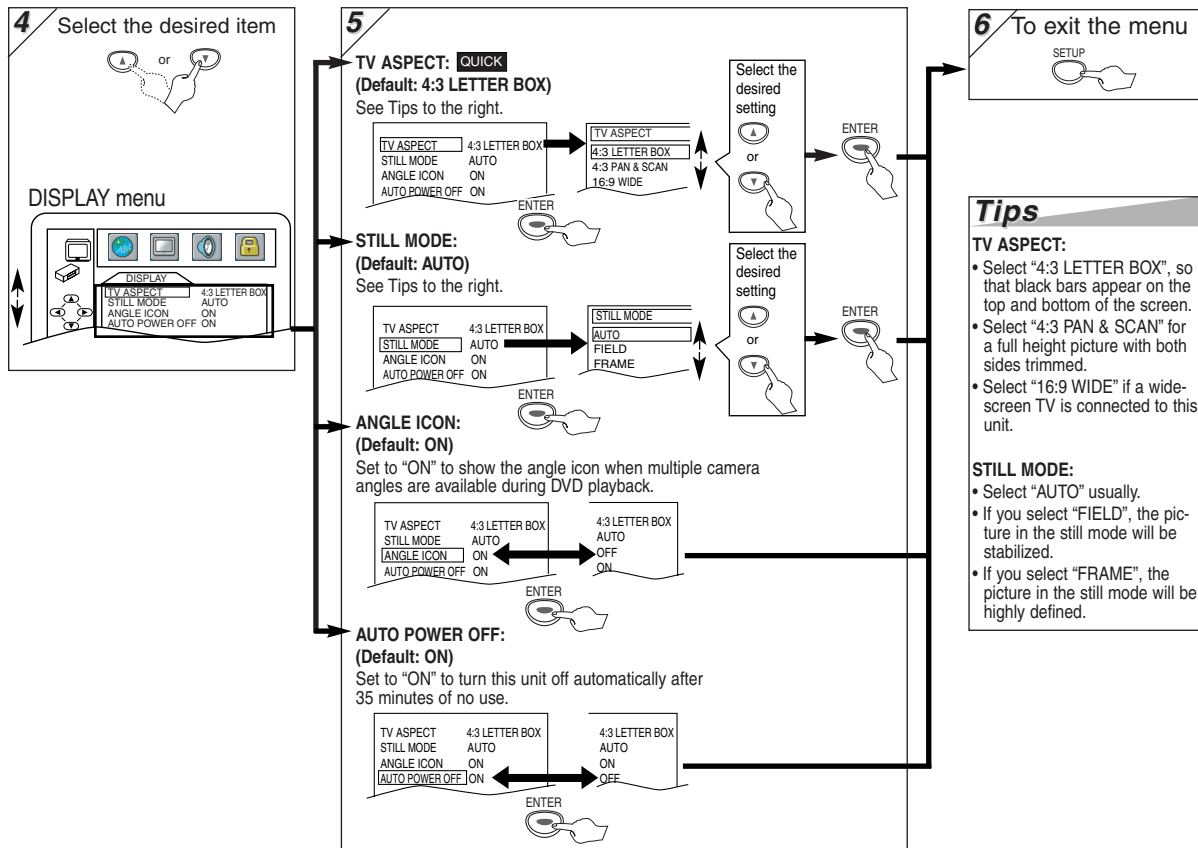 4 Select the desired item
or
DISPLAY menu
DISPLAY
TV ASPECT 4:3 LETTER BOX
STILL MODE AUTO
ANGLE ICON ON
AUTO POWER OFF ON
5
TV ASPECT: QUICK
(Default: 4:3 LETTER BOX)
See Tips to the right.
TV ASPECT 4:3 LETTER BOX
STILL MODE AUTO
ANGLE ICON ON
AUTO POWER OFF ON
ENTER
TV ASPECT
4:3 LETTER BOX
4:3 PAN & SCAN
16:9 WIDE
Select the
desired
setting
or
ENTER
STILL MODE:
(Default: AUTO)
See Tips to the right.
TV ASPECT 4:3 LETTER BOX
STILL MODE AUTO
ANGLE ICON ON
AUTO POWER OFF ON
ENTER
STILL MODE
AUTO
FIELD
FRAME
Select the
desired
setting
or
ENTER
ANGLE ICON:
(Default: ON)
Set to “ON” to show the angle icon when multiple camera
angles are available during DVD playback.
TV ASPECT 4:3 LETTER BOX
STILL MODE AUTO
ANGLE ICON ON
AUTO POWER OFF ON
4:3 LETTER BOX
AUTO
OFF
ON
ENTER
AUTO POWER OFF:
(Default: ON)
Set to “ON” to turn this unit off automatically after
35 minutes of no use.
TV ASPECT 4:3 LETTER BOX
STILL MODE AUTO
ANGLE ICON ON
AUTO POWER OFF ON
4:3 LETTER BOX
AUTO
ON
OFF
ENTER
6 To exit the menu
SETUP
Tips
TV ASPECT:
• Select “4:3 LETTER BOX”, so
that black bars appear on the
top and bottom of the screen.
• Select “4:3 PAN & SCAN” for
a full height picture with both
sides trimmed.
• Select “16:9 WIDE” if a wide-
screen TV is connected to this
unit.
STILL MODE:
• Select “AUTO” usually.
• If you select “FIELD”, the pic-
ture in the still mode will be
stabilized.
• If you select “FRAME”, the
picture in the still mode will be
highly defined.